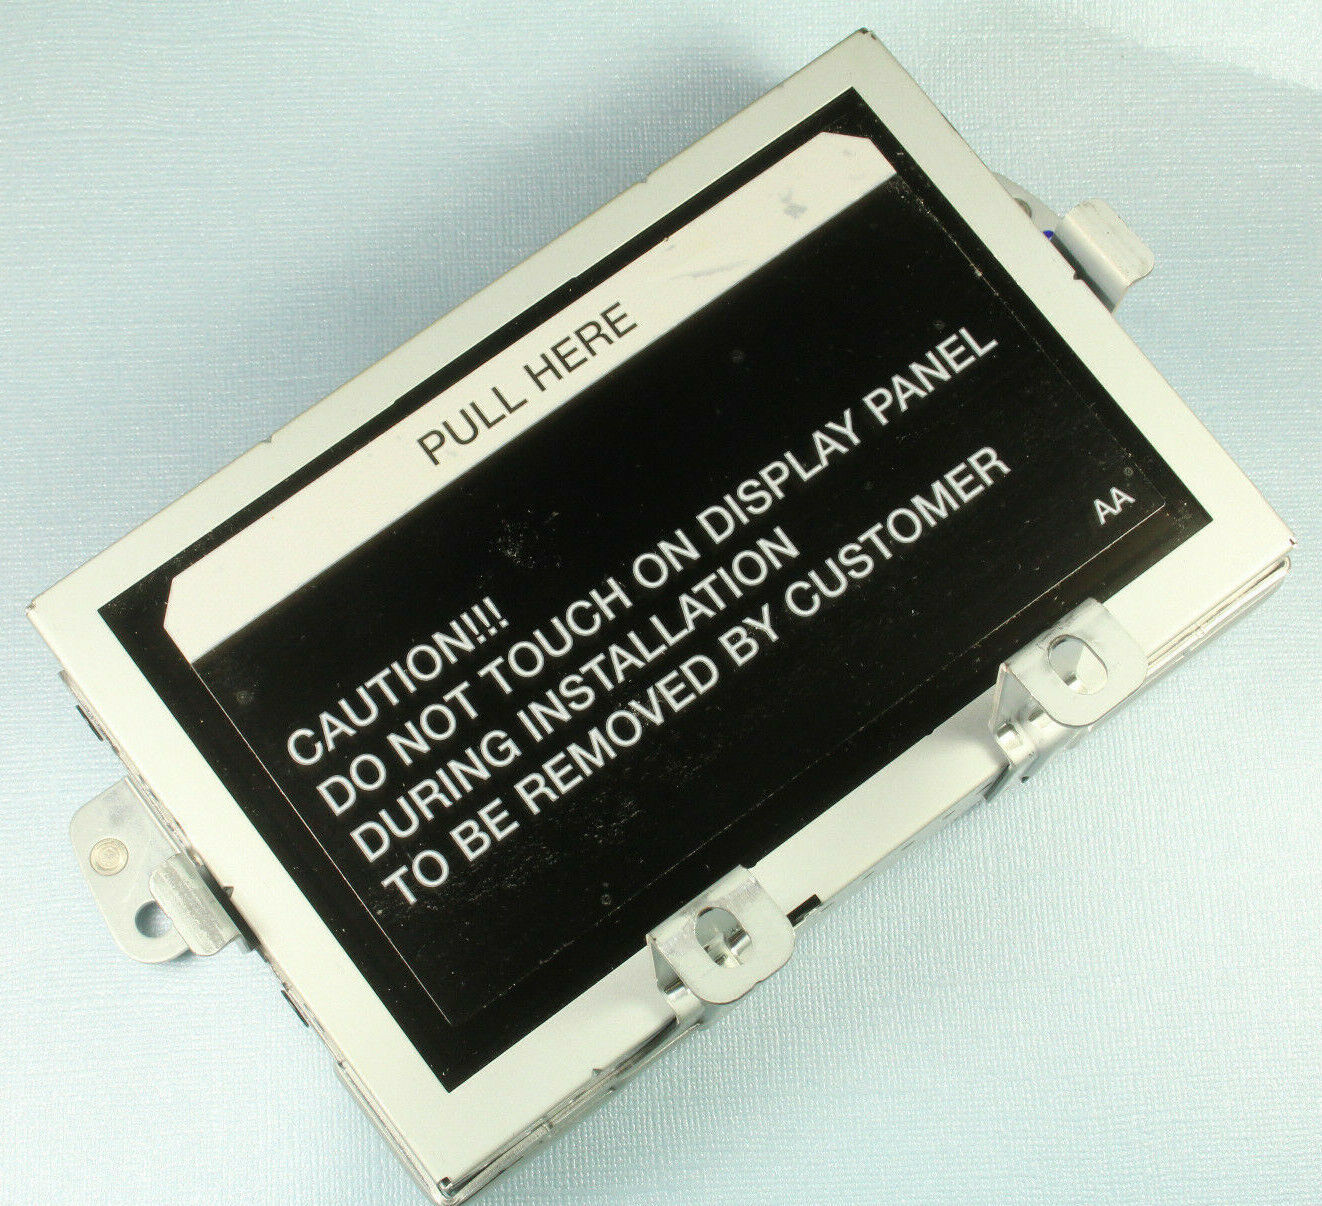 PULL HERE
CAUTION!!!
DO NOT TOUCH ON DISPLAY PANEL
DURING INSTALLATION
TO BE REMOVED BY CUSTOMER
AA